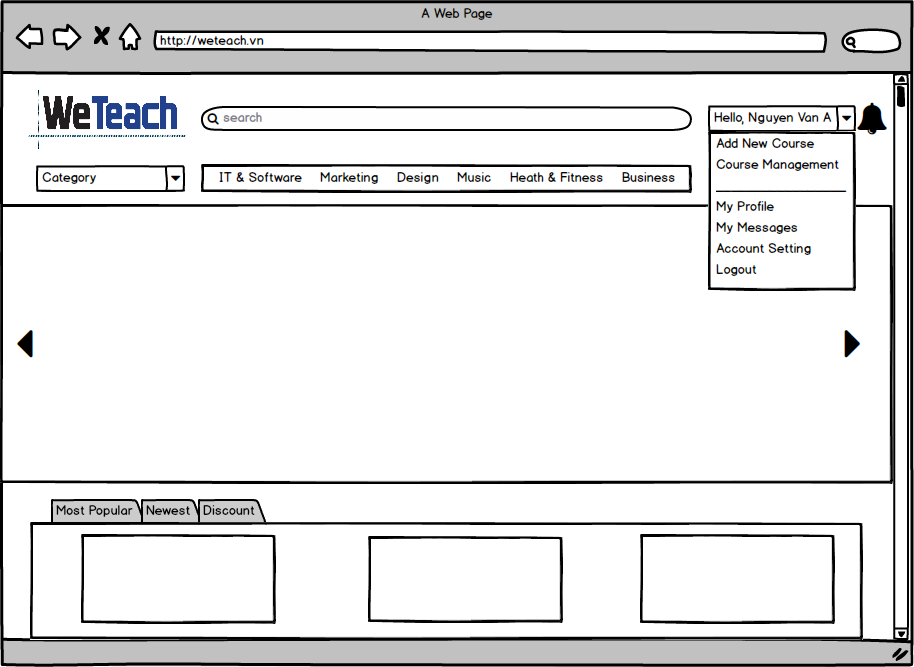 A Web Page
http://weteach.vn
WeTeach
search
Hello, Nguyen Van A
Add New Course
Course Management
My Profile
My Messages
Account Setting
Logout
Category
IT & Software Marketing Design Music Heath & Fitness Business
Most Popular Newest Discount